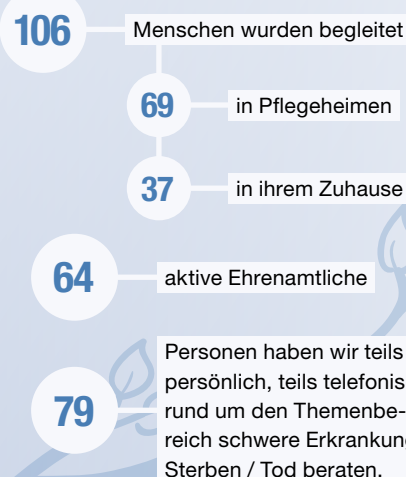 106 Menschen wurden begleitet
69 in Pflegeheimen
37 in ihrem Zuhause
64 aktive Ehrenamtliche
79
Personen haben wir teils
persönlich, teils
rund um den Themenbe-
reich schwere
Sterben / Tod beraten.